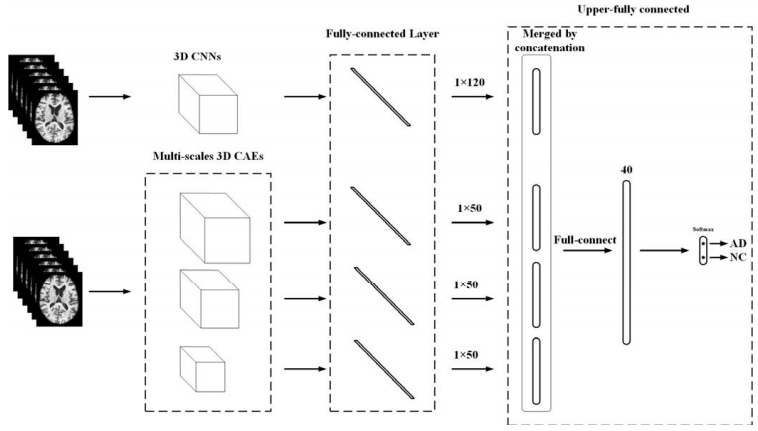 Upper-fully connected
Fully-connected Layer
Merged by
concatenation
3D CNNs
1×120
Multi-scales 3D CAEs
40
1×50
Softmax
Full-connect
AD
NC
1×50
1×50